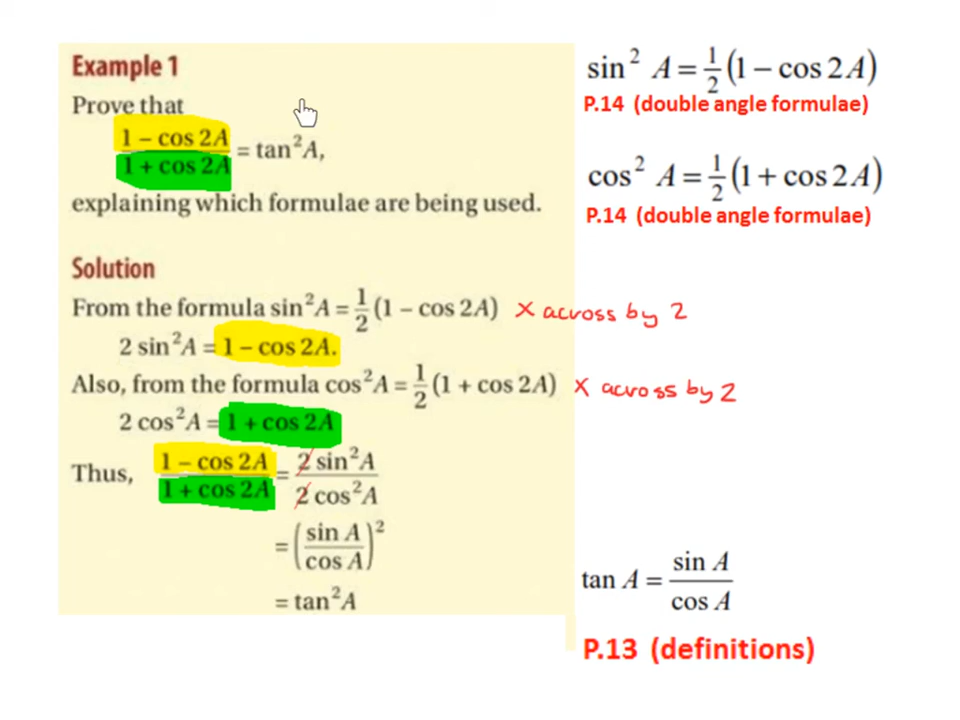 Example 1
Prove that
1 – cos 2A / 1 + cos 2A = tan²A,
explaining which formulae are being used.
Solution
From the formula sin²A = 1/2 (1 – cos 2A) X across by 2
2 sin²A = 1 – cos 2A.
Also, from the formula cos²A = 1/2 (1 + cos 2A) X across by 2
2 cos²A = 1 + cos 2A
Thus, 1 – cos 2A / 1 + cos 2A = 2 sin²A / 2 cos²A
= (sin A / cos A)²
= tan²A
sin² A = 1/2 (1 – cos 2A)
P.14 (double angle formulae)
cos² A = 1/2 (1 + cos 2A)
P.14 (double angle formulae)
tan A = sin A / cos A
P.13 (definitions)